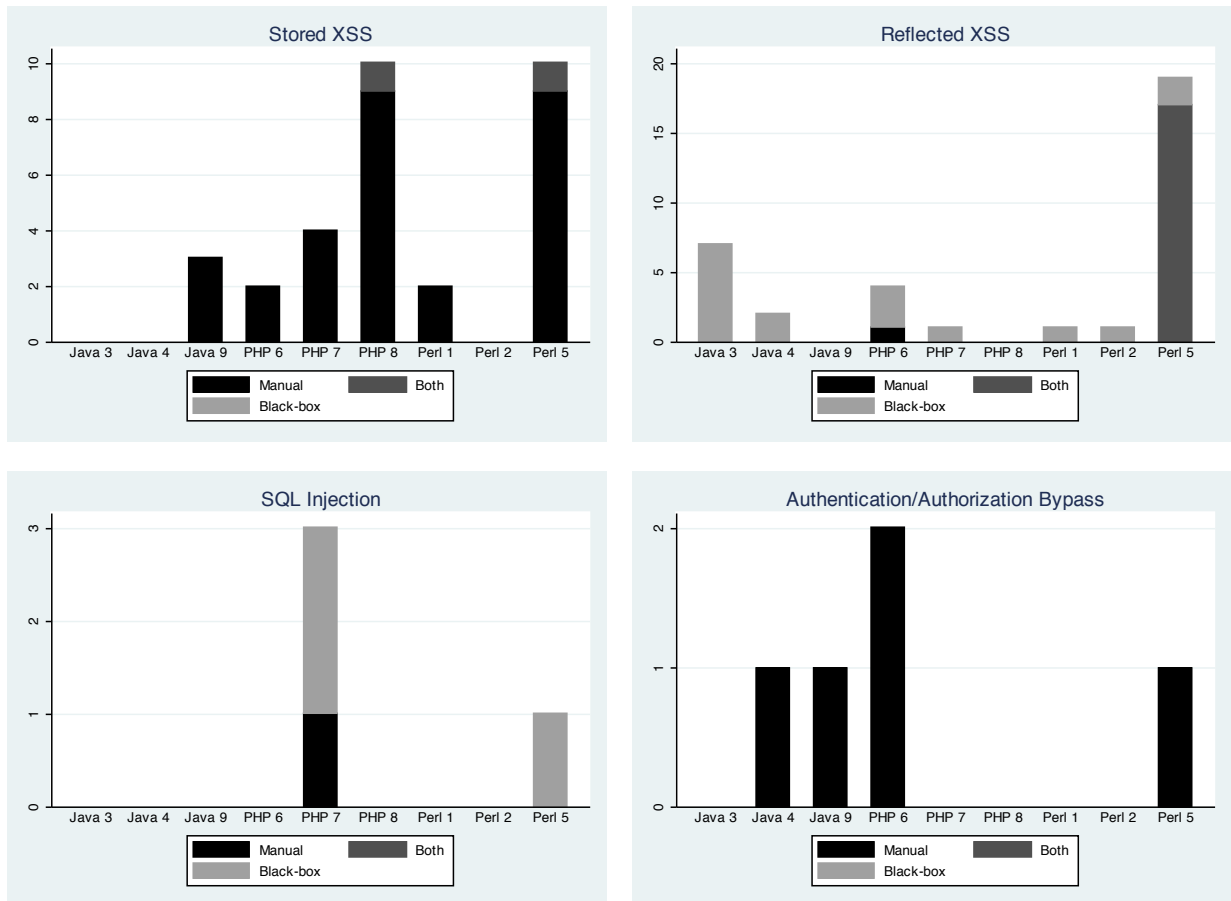 Stored XSS
10
8
6
4
2
0
Java 3 Java 4 Java 9 PHP 6 PHP 7 PHP 8 Perl 1 Perl 2 Perl 5
Manual Both
Black-box
Reflected XSS
20
15
10
5
0
Java 3 Java 4 Java 9 PHP 6 PHP 7 PHP 8 Perl 1 Perl 2 Perl 5
Manual Both
Black-box
SQL Injection
3
2
1
0
Java 3 Java 4 Java 9 PHP 6 PHP 7 PHP 8 Perl 1 Perl 2 Perl 5
Manual Both
Black-box
Authentication/Authorization Bypass
2
1
0
Java 3 Java 4 Java 9 PHP 6 PHP 7 PHP 8 Perl 1 Perl 2 Perl 5
Manual Both
Black-box